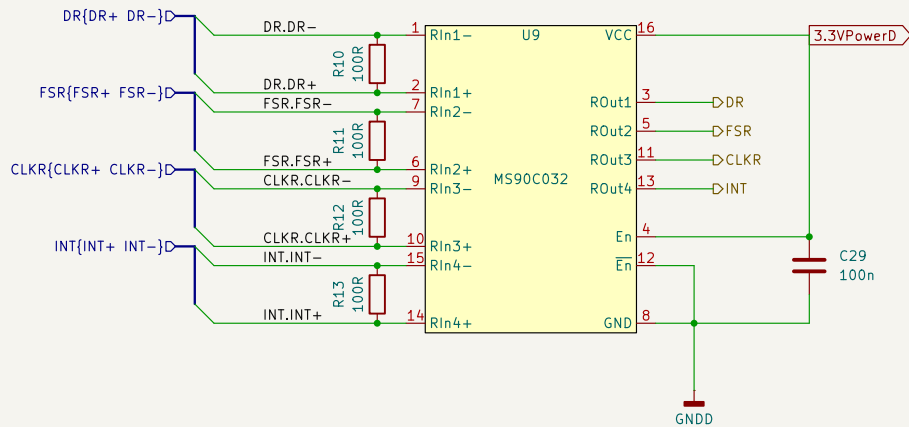 DR{DR+ DR-}
DR.DR-
1
RIn1-
U9
VCC
16
3.3VPowerD
R10
100R
DR.DR+
2
RIn1+
FSR{FSR+ FSR-}
FSR.FSR-
7
RIn2-
ROut1
3
DR
R11
100R
ROut2
5
FSR
FSR.FSR+
6
RIn2+
ROut3
11
CLKR
CLKR{CLKR+ CLKR-}
CLKR.CLKR-
9
RIn3-
MS90C032
ROut4
13
INT
R12
100R
CLKR.CLKR+
10
RIn3+
En
4
INT{INT+ INT-}
INT.INT-
15
RIn4-
En
12
C29
100n
R13
100R
INT.INT+
14
RIn4+
GND
8
GNDD